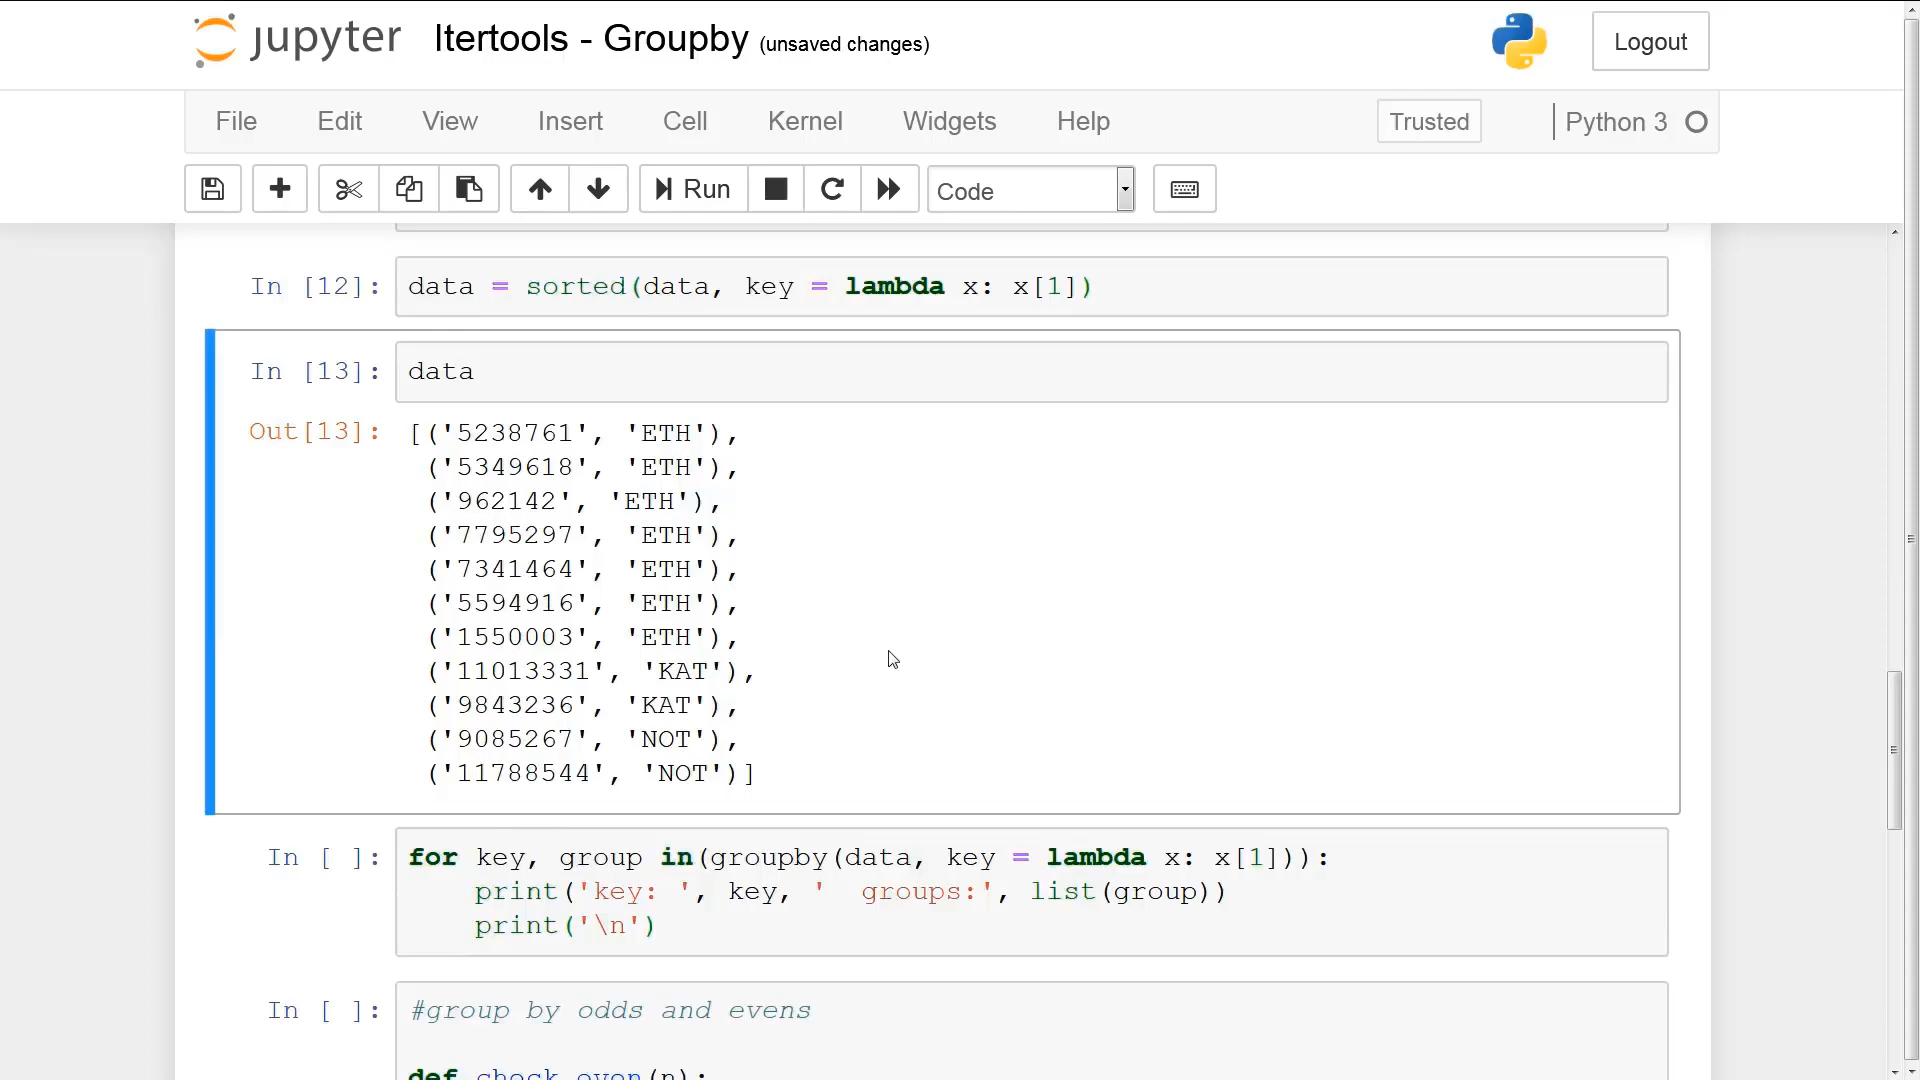 jupyter Itertools - Groupby (unsaved changes) Logout
File Edit View Insert Cell Kernel Widgets Help Trusted Python 3
Run Code
In [12]: data = sorted(data, key = lambda x: x[1])
In [13]: data
Out[13]: [('5238761', 'ETH'),
('5349618', 'ETH'),
('962142', 'ETH'),
('7795297', 'ETH'),
('7341464', 'ETH'),
('5594916', 'ETH'),
('1550003', 'ETH'),
('11013331', 'KAT'),
('9843236', 'KAT'),
('9085267', 'NOT'),
('11788544', 'NOT')]
In [ ]: for key, group in(groupby(data, key = lambda x: x[1])):
print('key: ', key, '  groups:', list(group))
print('\n')
In [ ]: #group by odds and evens
def check_even(n):